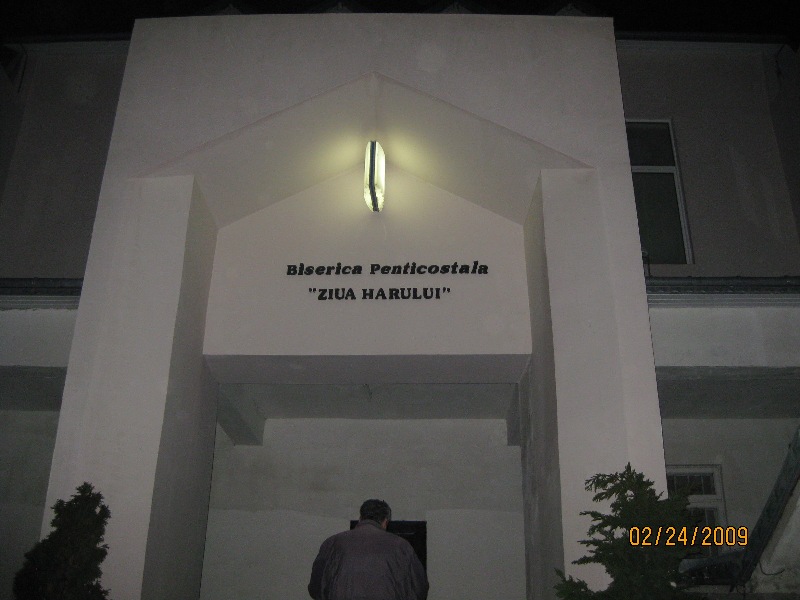 Biserica Penticostala
"ZIUA HARULUI"
02/24/2009